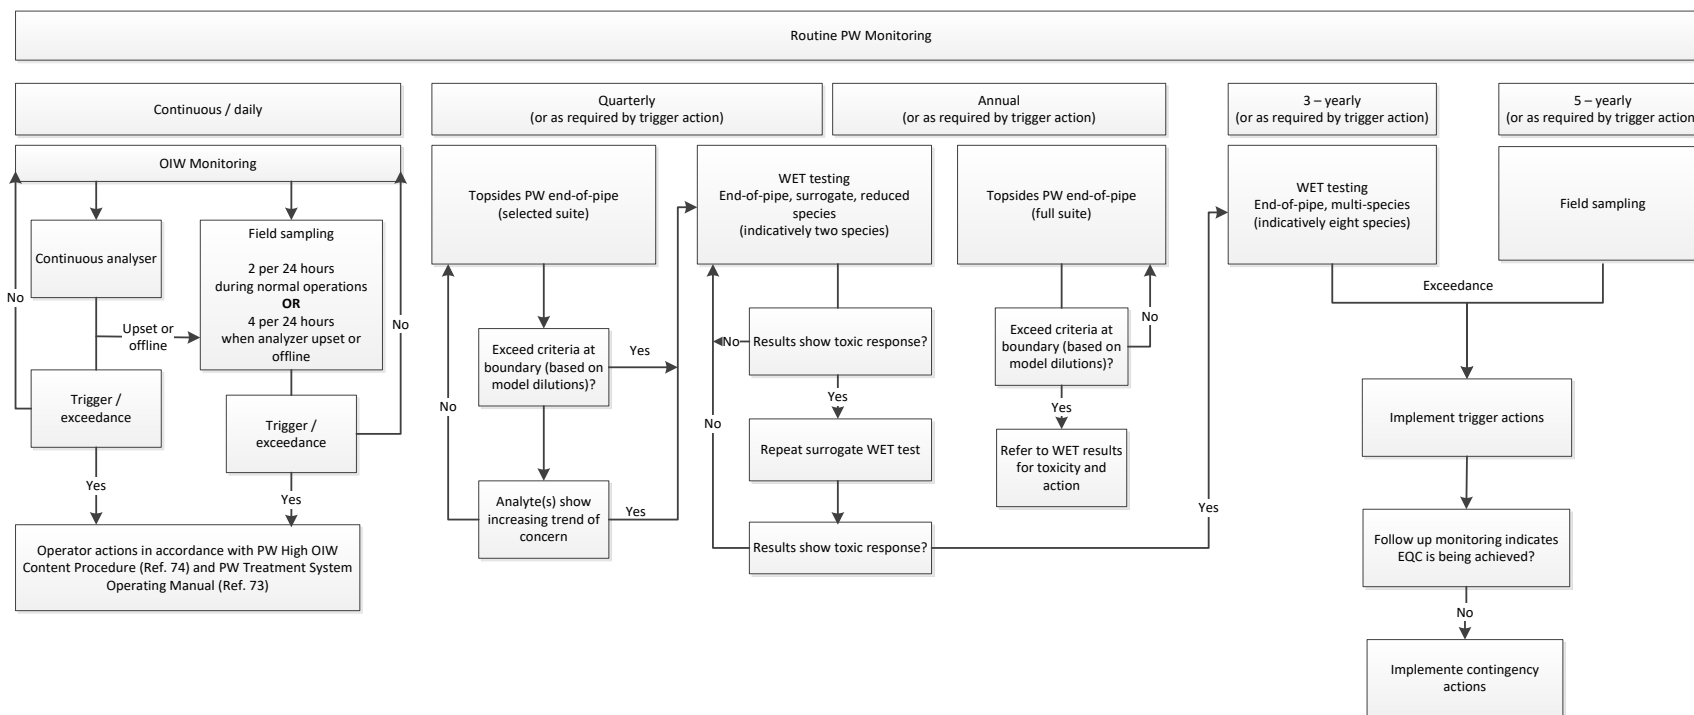 Routine PW Monitoring
Continuous / daily
Quarterly
(or as required by trigger action)
Annual
(or as required by trigger action)
3 – yearly
(or as required by trigger action)
5 – yearly
(or as required by trigger action
OIW Monitoring
Continuous analyser
Field sampling
2 per 24 hours
during normal operations
OR
4 per 24 hours
when analyzer upset or
offline
Upset or
offline
No
No
Trigger /
exceedance
Trigger /
exceedance
Yes
Yes
Operator actions in accordance with PW High OIW
Content Procedure (Ref. 74) and PW Treatment System
Operating Manual (Ref. 73)
Topsides PW end-of-pipe
(selected suite)
Exceed criteria at
boundary (based on
model dilutions)?
Yes
No
Analyte(s) show
increasing trend of
concern
Yes
WET testing
End-of-pipe, surrogate, reduced
species
(indicatively two species)
Results show toxic response?
No
Yes
No
Repeat surrogate WET test
Results show toxic response?
Yes
Topsides PW end-of-pipe
(full suite)
Exceed criteria at
boundary (based on
model dilutions)?
No
Yes
Refer to WET results
for toxicity and
action
WET testing
End-of-pipe, multi-species
(indicatively eight species)
Field sampling
Exceedance
Implement trigger actions
Follow up monitoring indicates
EQC is being achieved?
No
Implemente contingency
actions